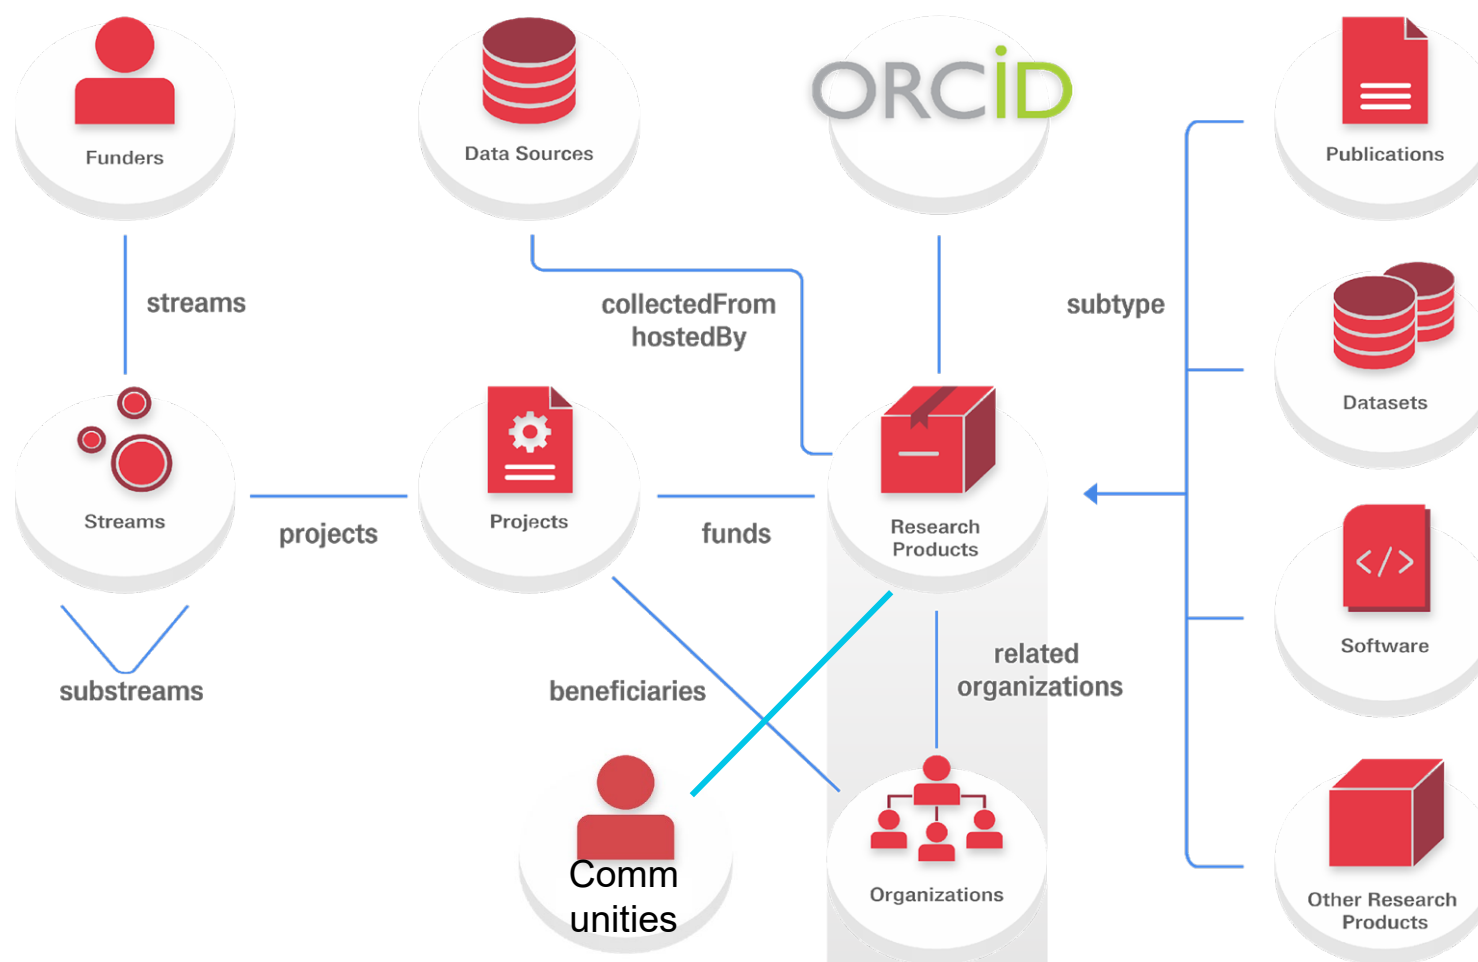 ORCiD
Funders
Data Sources
Publications
streams
collectedFrom
hostedBy
subtype
Datasets
Streams
projects
Projects
funds
Research
Products
Software
</>
substreams
beneficiaries
related
organizations
Comm
unities
Organizations
Other Research
Products